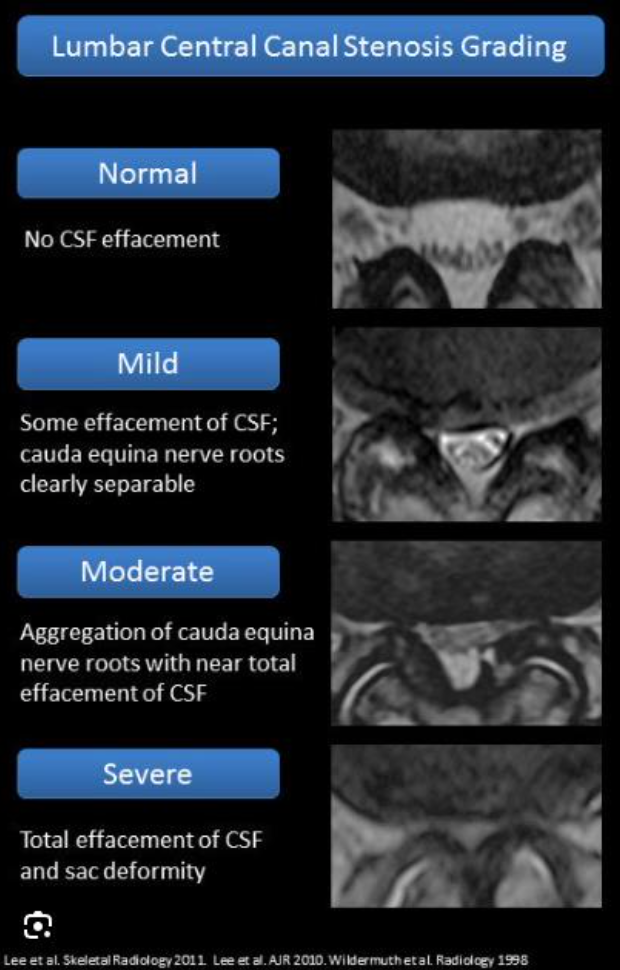 Lumbar Central Canal Stenosis Grading
Normal
No CSF effacement
Mild
Some effacement of CSF;
cauda equina nerve roots
clearly separable
Moderate
Aggregation of cauda equina
nerve roots with near total
effacement of CSF
Severe
Total effacement of CSF
and sac deformity
Lee et al. Skeletal Radiology 2011. Lee et al. AJR 2010. Wildermuth et al. Radiology 1998